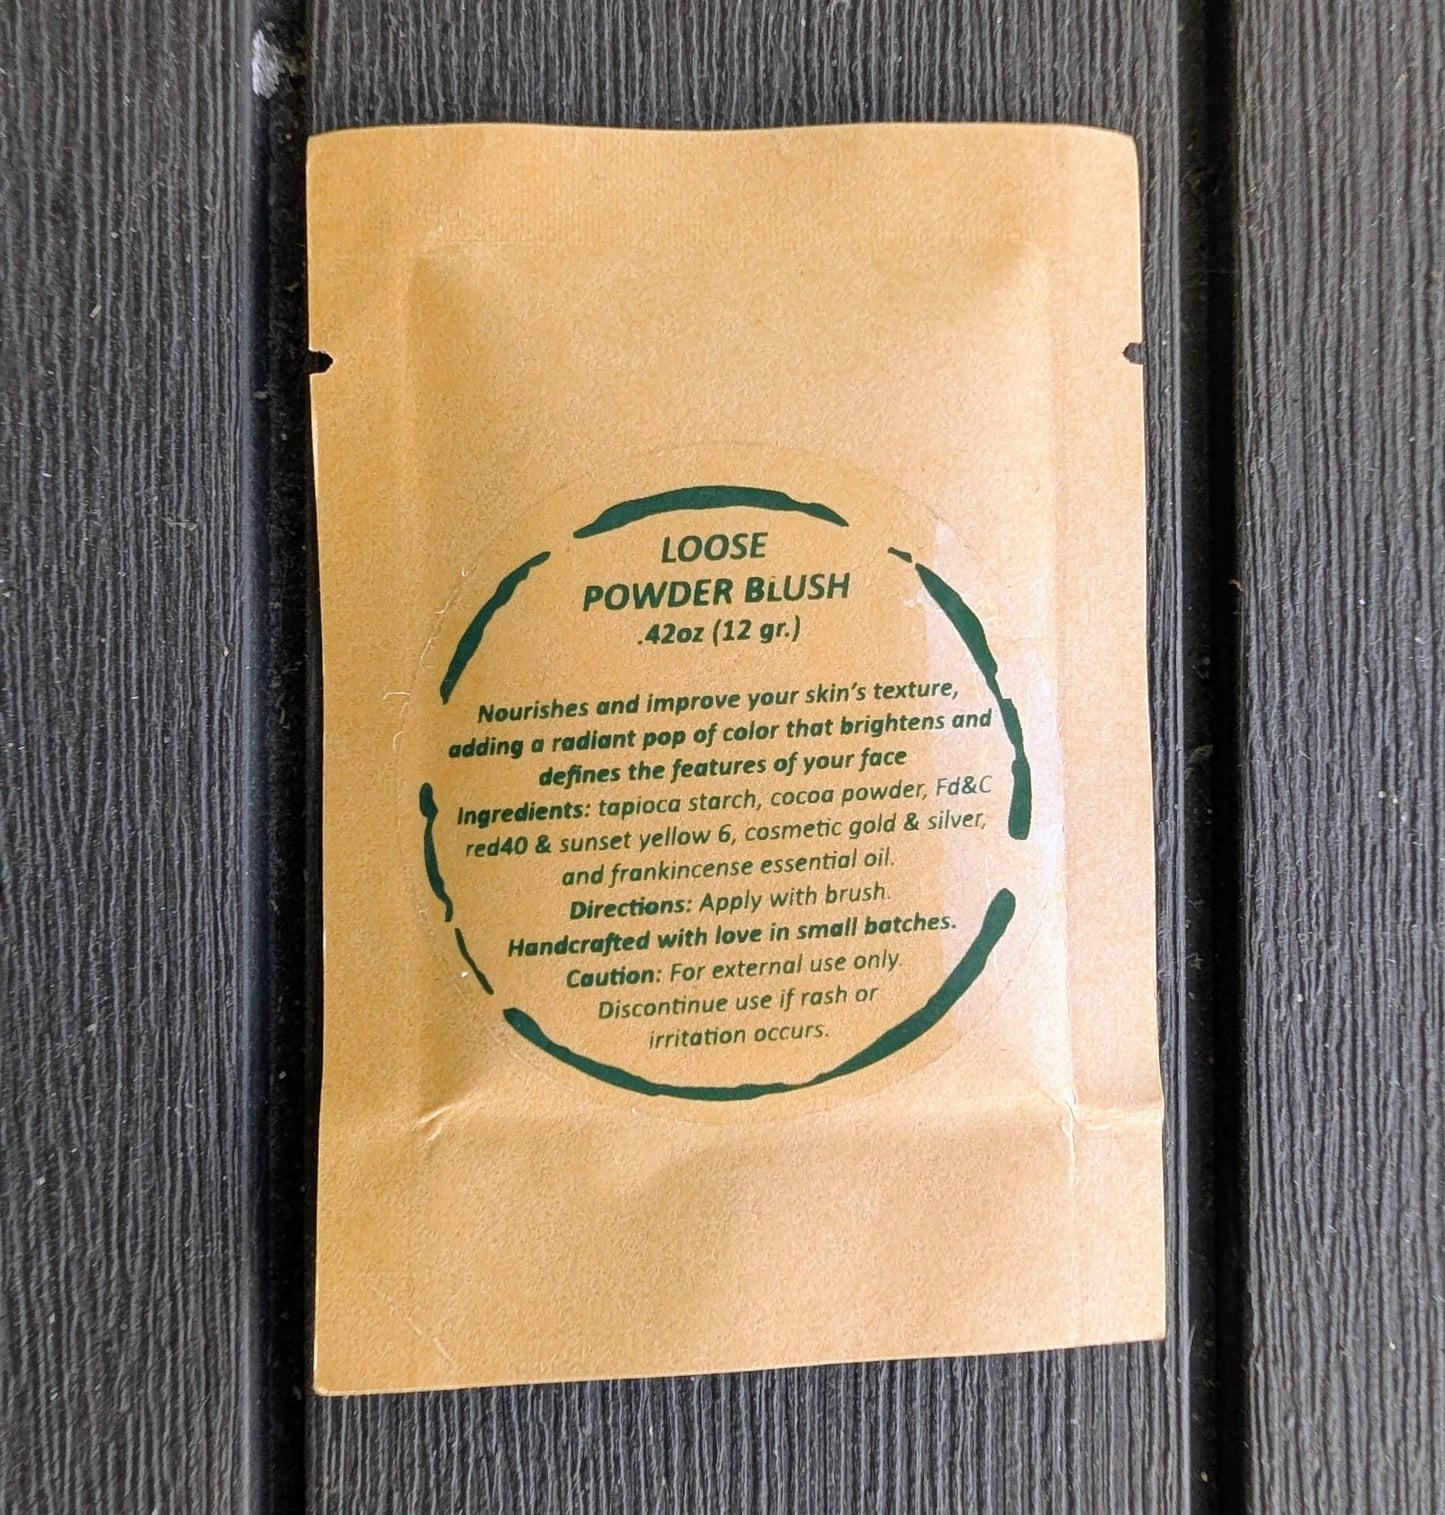 LOOSE
POWDER BLUSH
.42oz (12 gr.)
Nourishes and improve your skin's texture,
adding a radiant pop of color that brightens and
defines the features of your face
Ingredients: tapioca starch, cocoa powder, Fd&C
red40 & sunset yellow 6, cosmetic gold & silver,
and frankincense essential oil.
Directions: Apply with brush.
Handcrafted with love in small batches.
Caution: For external use only.
Discontinue use if rash or
irritation occurs.